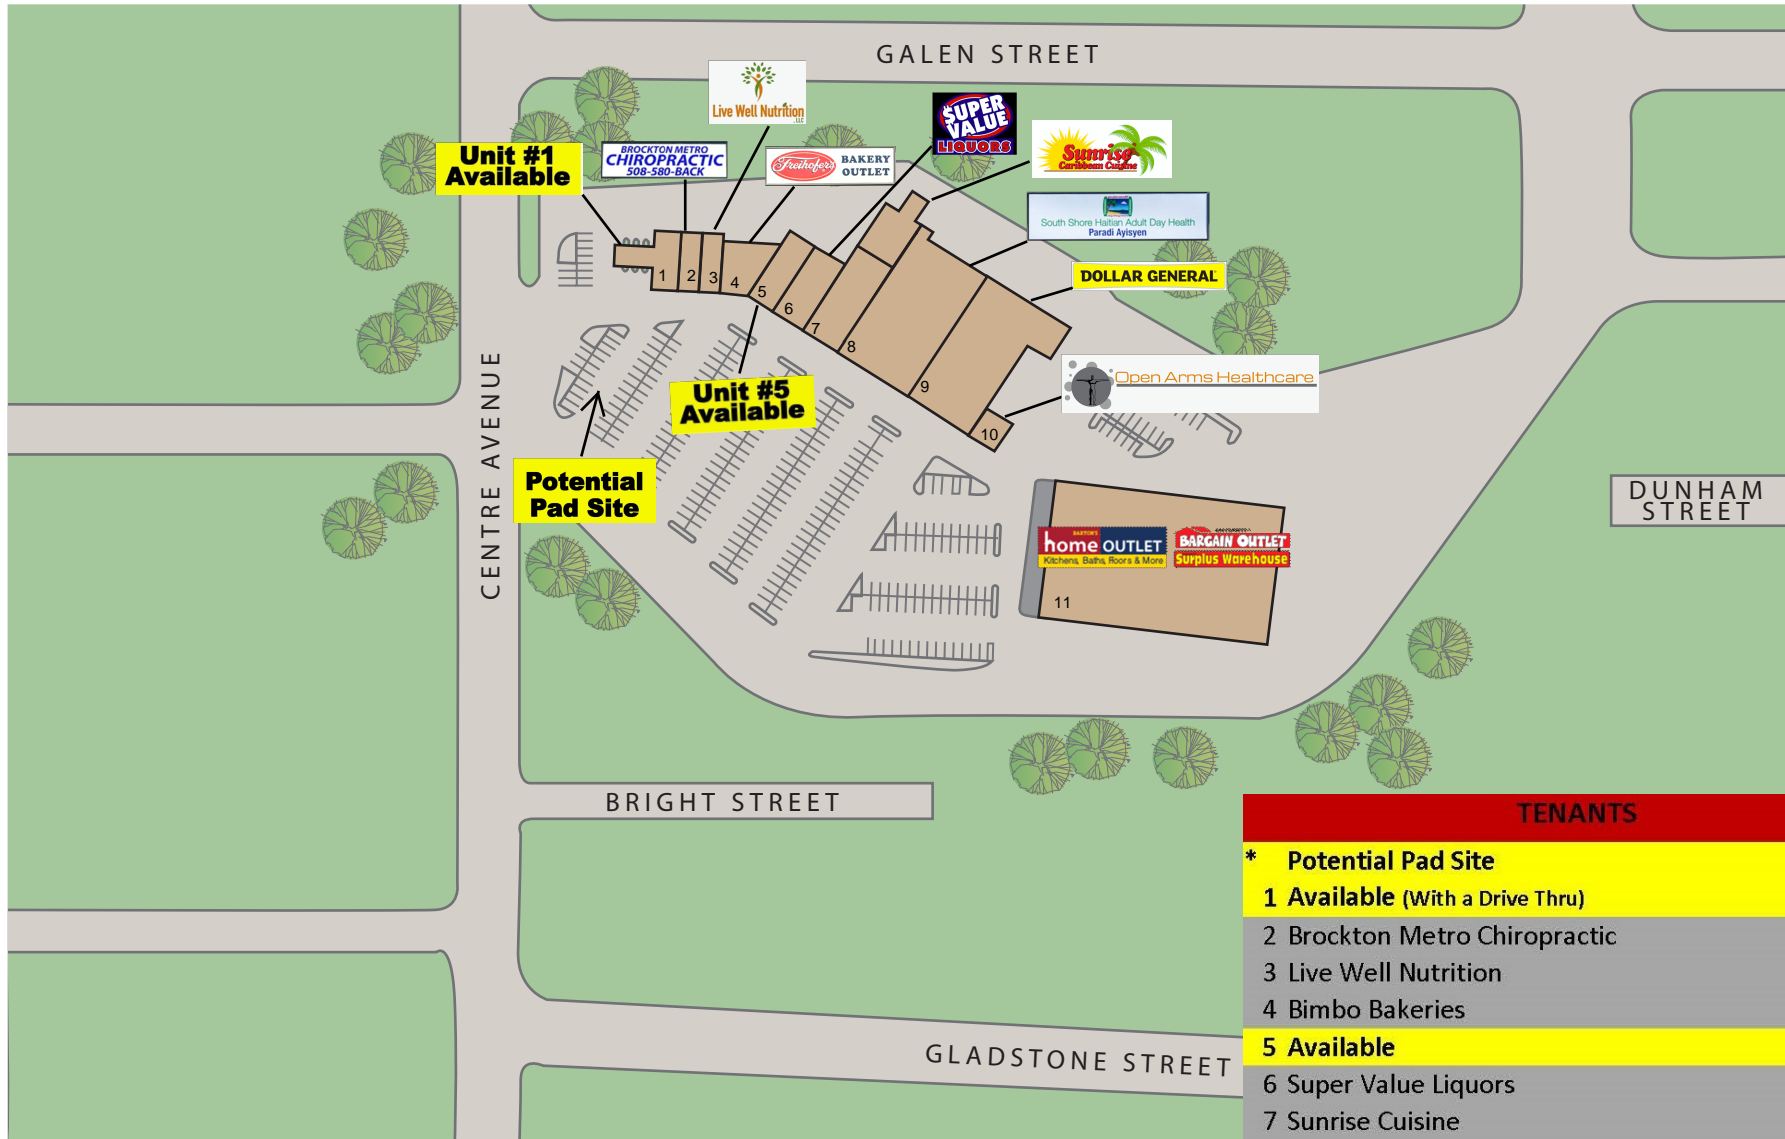 GALEN STREET
Live Well Nutrition
LLC
SUPER
VALUE
LIQUORS
Unit #1
Available
BROCKTON METRO
CHIROPRACTIC
508-580-BACK
Freihofer's
BAKERY
OUTLET
Sunrise
Caribbean Cuisine
South Shore Haitian Adult Day Health
Paradi Ayisyen
DOLLAR GENERAL
1
2
3
4
5
6
7
8
9
10
Unit #5
Available
Open Arms Healthcare
CENTRE AVENUE
Potential
Pad Site
DUNHAM
STREET
home OUTLET
Kitchens, Baths, Floors & More
BARGAIN OUTLET
Surplus Warehouse
11
BRIGHT STREET
GLADSTONE STREET
TENANTS
* Potential Pad Site
1 Available (With a Drive Thru)
2 Brockton Metro Chiropractic
3 Live Well Nutrition
4 Bimbo Bakeries
5 Available
6 Super Value Liquors
7 Sunrise Cuisine